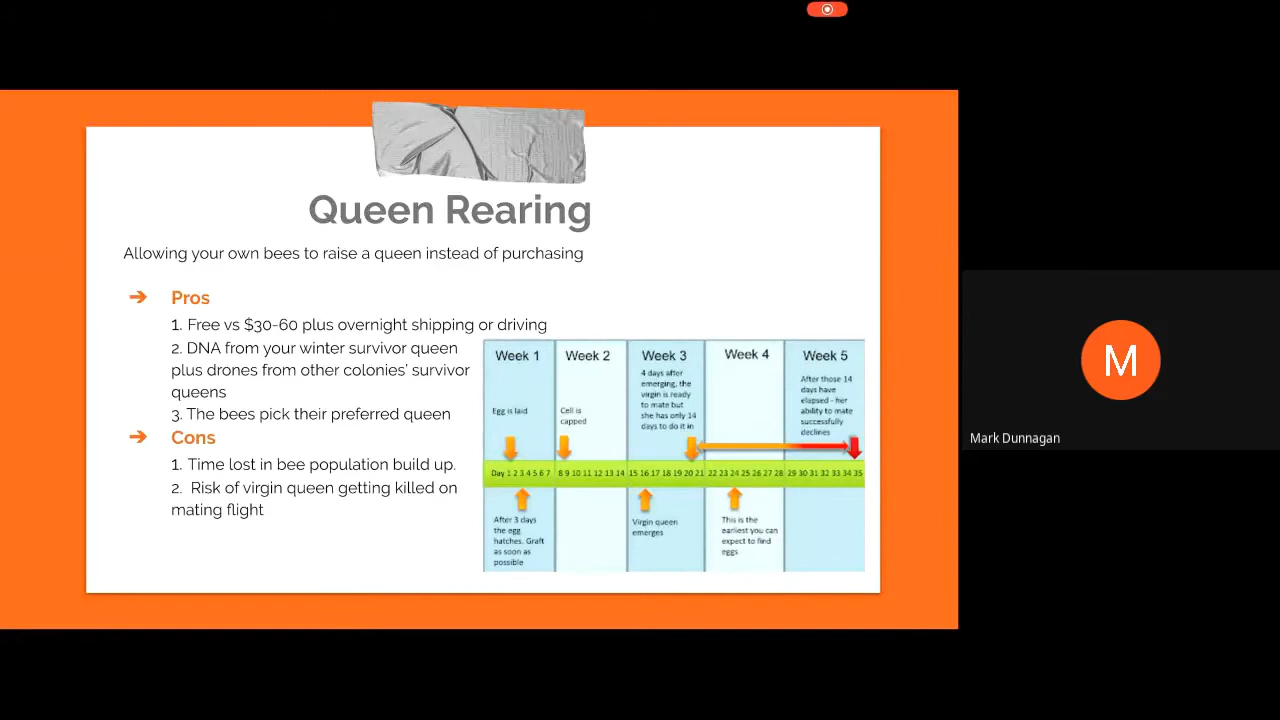 Queen Rearing
Allowing your own bees to raise a queen instead of purchasing
➔ Pros
1. Free vs $30-60 plus overnight shipping or driving
2. DNA from your winter survivor queen
plus drones from other colonies' survivor
queens
3. The bees pick their preferred queen
➔ Cons
1. Time lost in bee population build up.
2. Risk of virgin queen getting killed on
mating flight
Week 1
Egg is laid
Week 2
Cell is
capped
Week 3
4 days after
emerging, the
virgin is ready
to mate but
she has only 14
days to do it in
Week 4
Week 5
After those 14
days have
elapsed - her
ability to mate
successfully
declines
Day 1 2 3 4 5 6 7 8 9 10 11 12 13 14 15 16 17 18 19 20 21 22 23 24 25 26 27 28 29 30 31 32 33 34 35
After 3 days
the egg
hatches. Graft
as soon as
possible
Virgin queen
emerges
This is the
earliest you can
expect to find
eggs
M
Mark Dunnagan